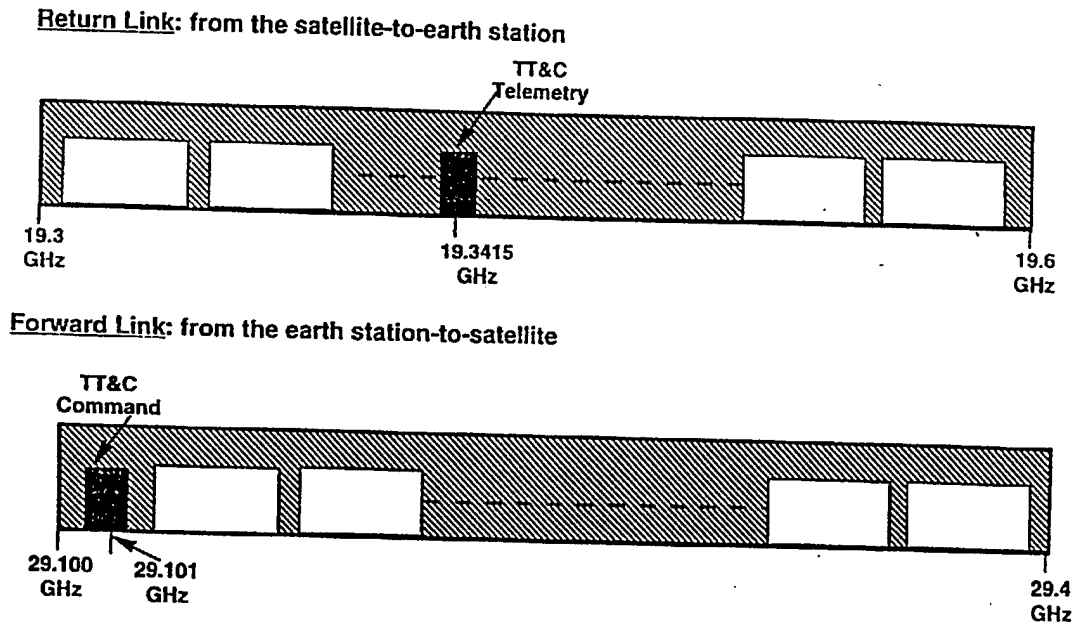 Return Link: from the satellite-to-earth station
TT&C
Telemetry
19.3
GHz
19.3415
GHz
19.6
GHz
Forward Link: from the earth station-to-satellite
TT&C
Command
29.100
GHz
29.101
GHz
29.4
GHz